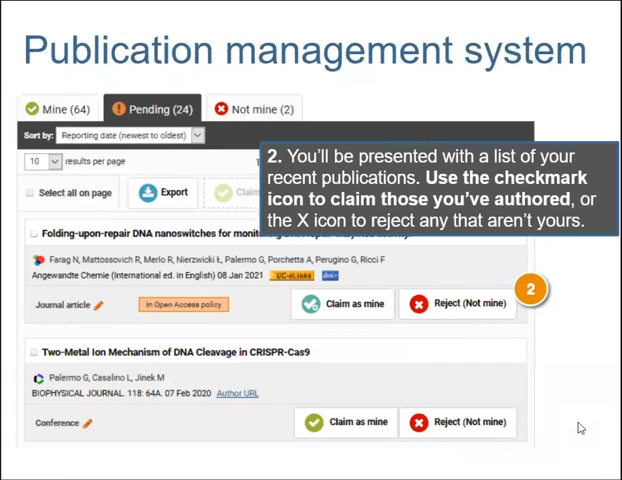 Publication management system
Mine (64) Pending (24) Not mine (2)
Sort by: Reporting date (newest to oldest)
10 results per page
2. You'll be presented with a list of your
recent publications. Use the checkmark
icon to claim those you've authored, or
the X icon to reject any that aren't yours.
Select all on page Export Claim
Folding-upon-repair DNA nanoswitches for monitoring
Farag N, Mattossovich R, Merlo R, Nierzwicki Ł, Palermo G, Porchetta A, Perugino G, Ricci F
Angewandte Chemie (International ed. in English) 08 Jan 2021 UC-eLinks doi>
2
Journal article In Open Access policy Claim as mine Reject (Not mine)
Two-Metal Ion Mechanism of DNA Cleavage in CRISPR-Cas9
Palermo G, Casalino L, Jinek M
BIOPHYSICAL JOURNAL. 118: 64A. 07 Feb 2020 Author URL
Conference Claim as mine Reject (Not mine)